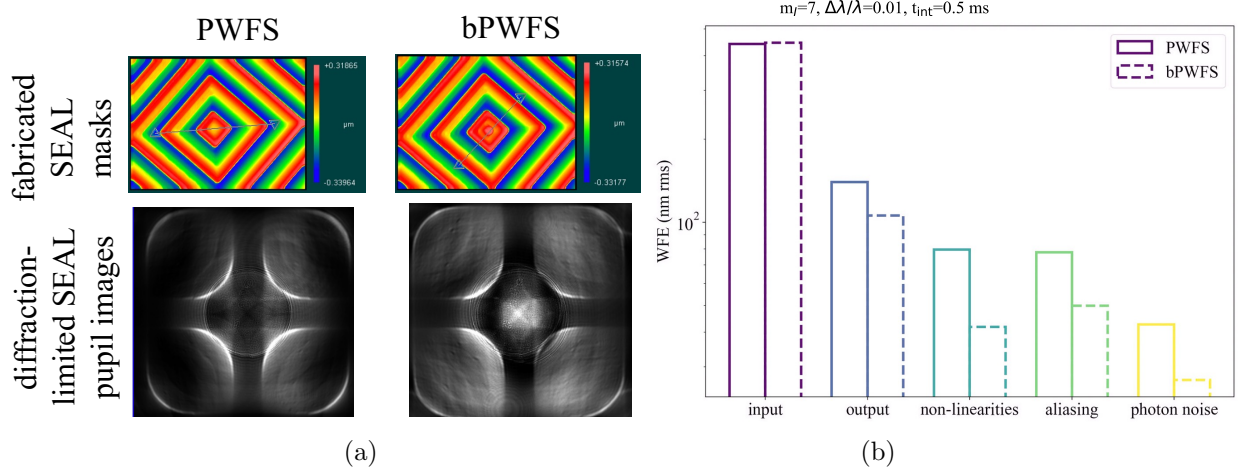 PWFS
bPWFS
fabricated
SEAL
masks
+0.31865
µm
-0.33964
+0.31574
µm
-0.33177
diffraction-
limited SEAL
pupil images
(a)
mₗ=7, Δλ/λ=0.01, tᵢₙₜ=0.5 ms
PWFS
bPWFS
WFE (nm rms)
10²
input
output
non-linearities
aliasing
photon noise
(b)